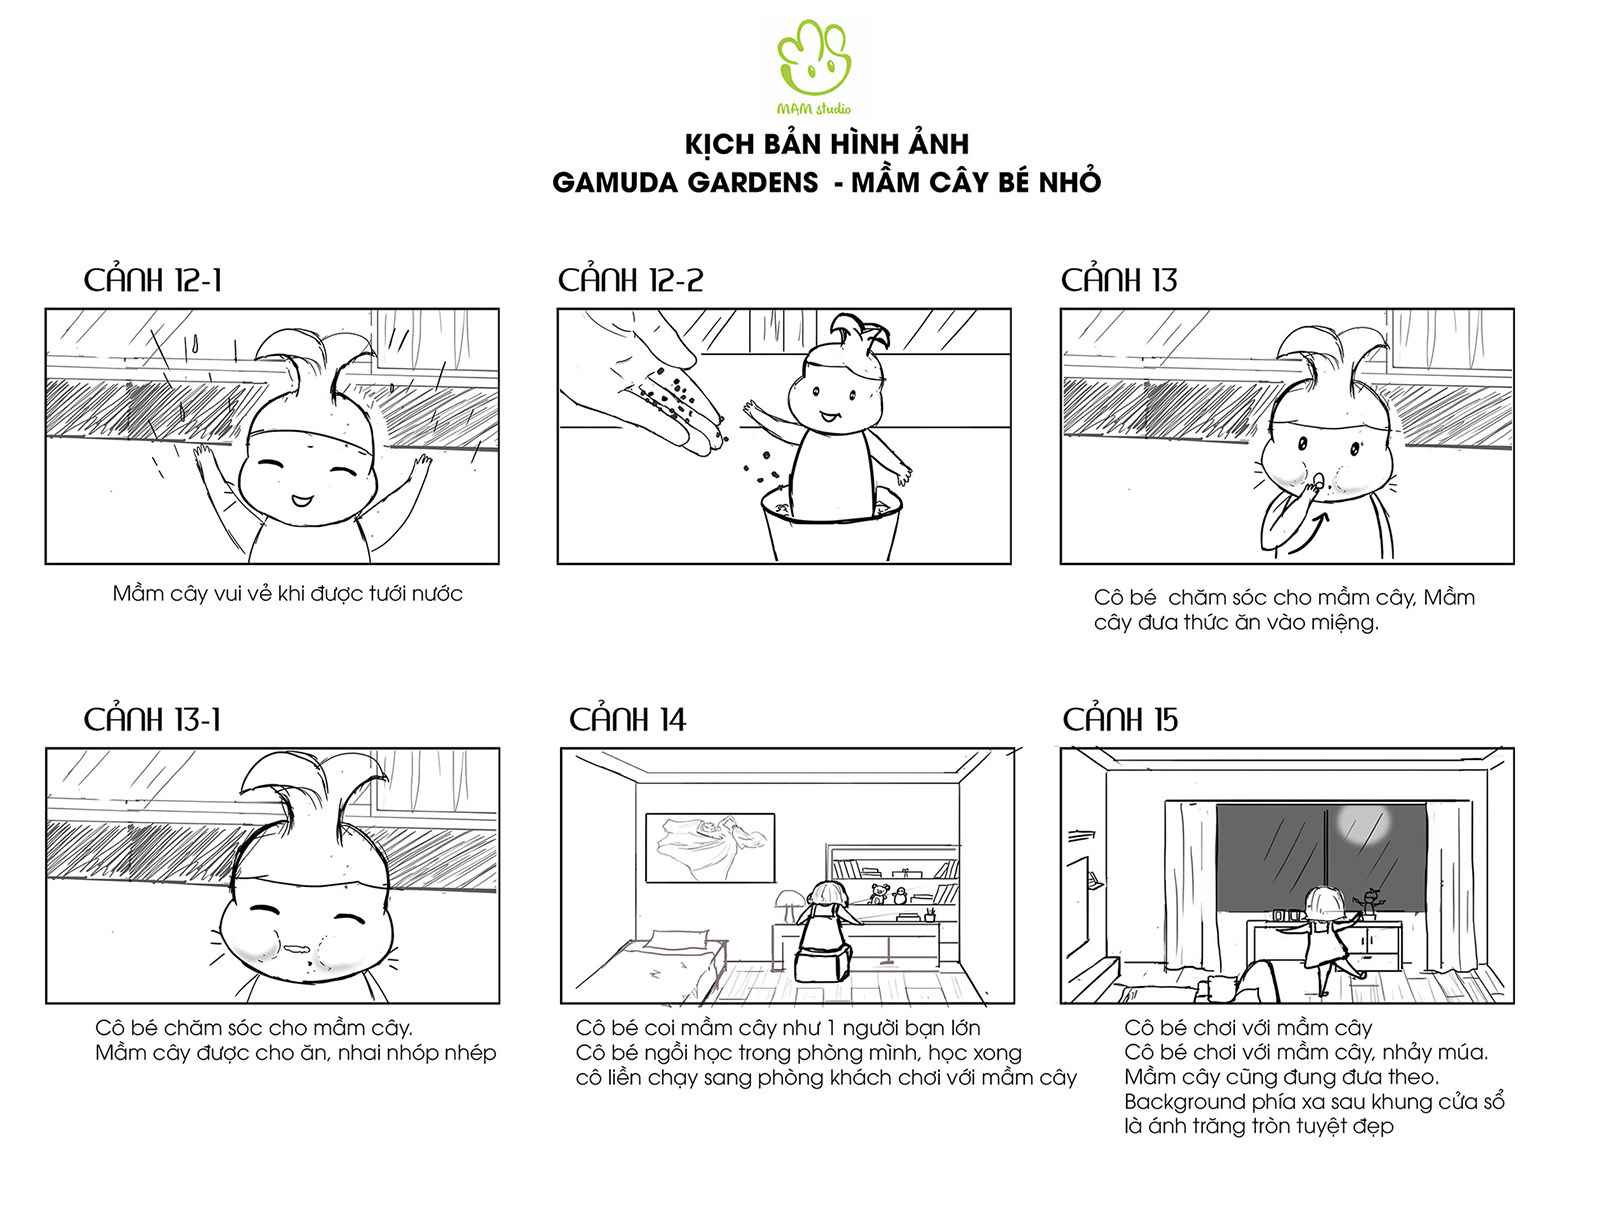 MAM studio
KỊCH BẢN HÌNH ẢNH
GAMUDA GARDENS - MẦM CÂY BÉ NHỎ
CẢNH 12-1
CẢNH 12-2
CẢNH 13
Mầm cây vui vẻ khi được tưới nước
Cô bé chăm sóc cho mầm cây, Mầm
cây đưa thức ăn vào miệng.
CẢNH 13-1
CẢNH 14
CẢNH 15
Cô bé chăm sóc cho mầm cây.
Mầm cây được cho ăn, nhai nhóp nhép
Cô bé coi mầm cây như 1 người bạn lớn
Cô bé ngồi học trong phòng mình, học xong
cô liền chạy sang phòng khách chơi với mầm cây
Cô bé chơi với mầm cây
Cô bé chơi với mầm cây, nhảy múa.
Mầm cây cũng đung đưa theo.
Background phía xa sau khung cửa sổ
là ánh trăng tròn tuyệt đẹp